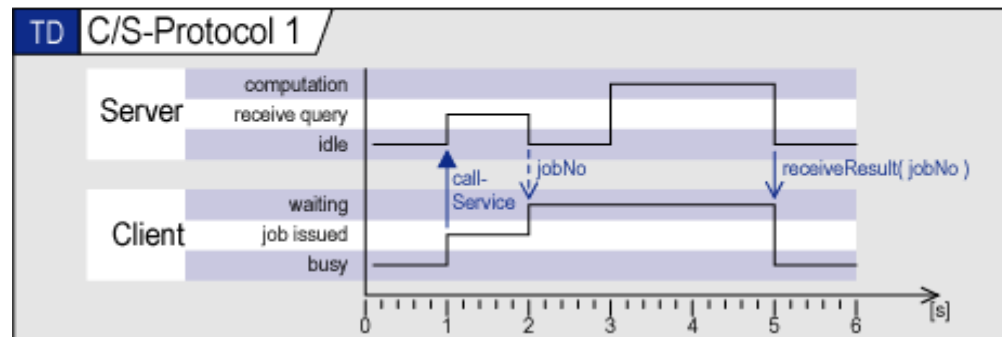 TD C/S-Protocol 1
Server
computation
receive query
idle
call-
Service
jobNo
receiveResult( jobNo )
Client
waiting
job issued
busy
0 1 2 3 4 5 6
[s]